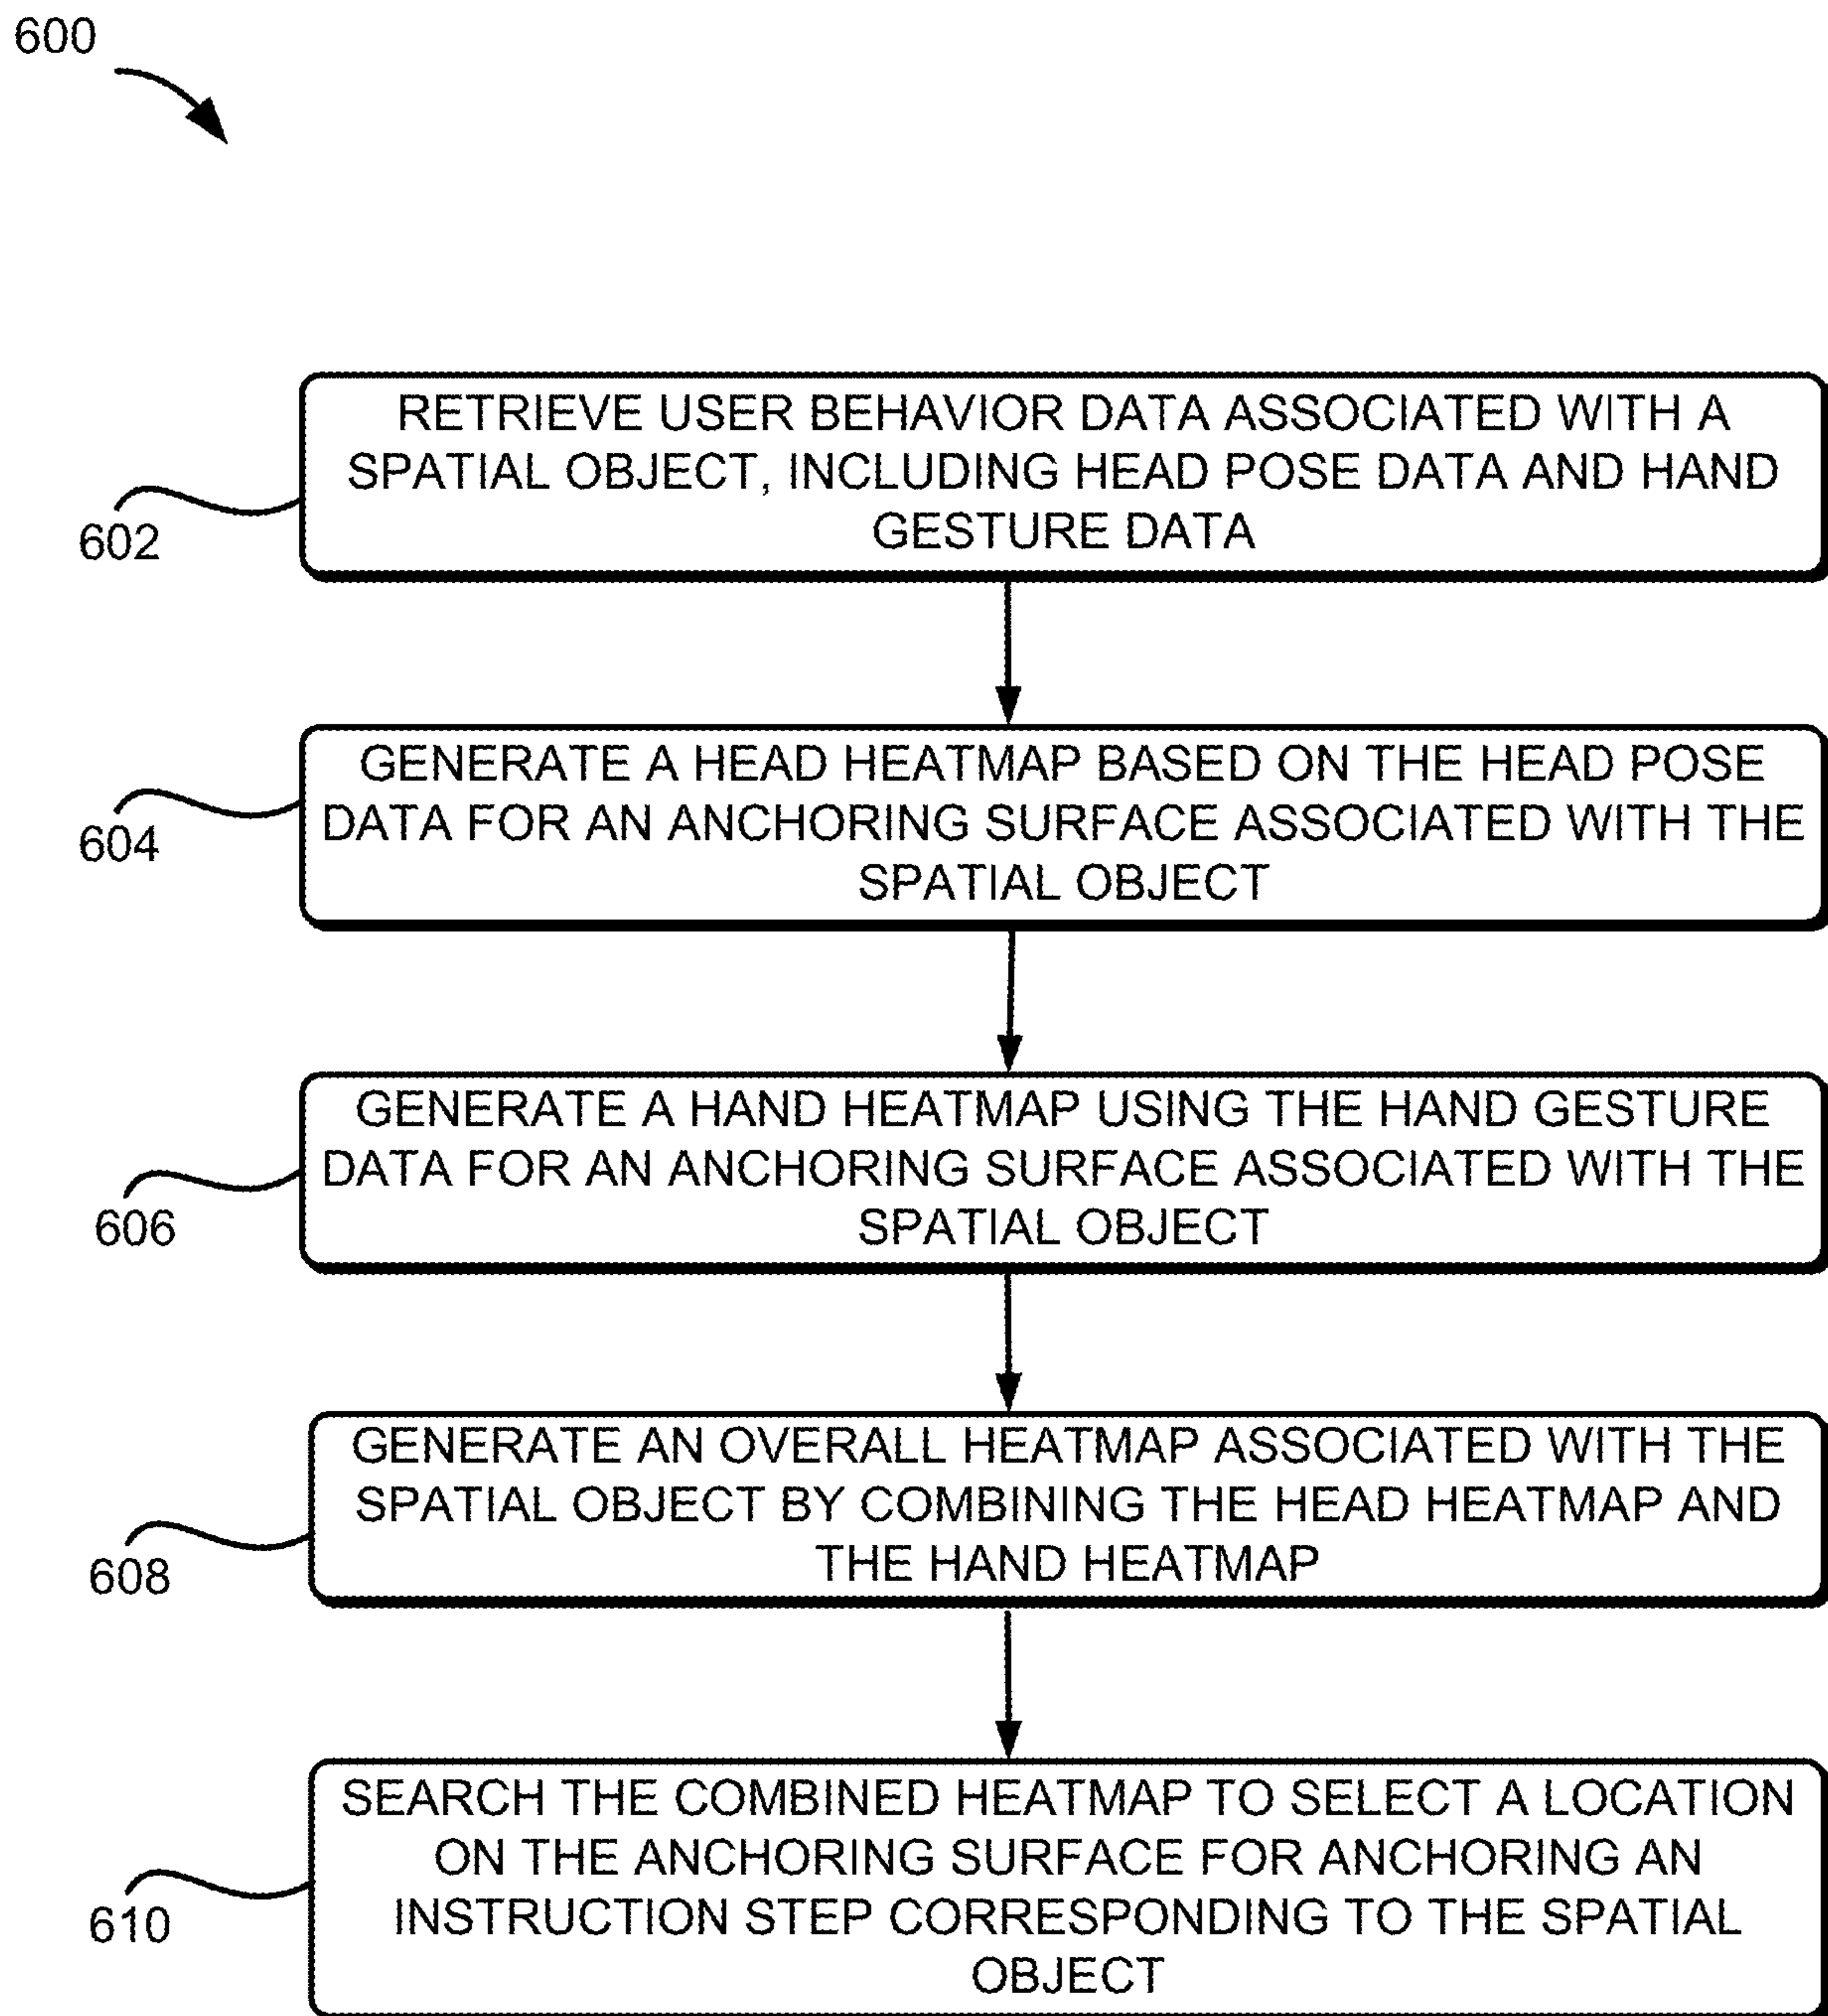 600
RETRIEVE USER BEHAVIOR DATA ASSOCIATED WITH A
SPATIAL OBJECT, INCLUDING HEAD POSE DATA AND HAND
GESTURE DATA
602
GENERATE A HEAD HEATMAP BASED ON THE HEAD POSE
DATA FOR AN ANCHORING SURFACE ASSOCIATED WITH THE
SPATIAL OBJECT
604
GENERATE A HAND HEATMAP USING THE HAND GESTURE
DATA FOR AN ANCHORING SURFACE ASSOCIATED WITH THE
SPATIAL OBJECT
606
GENERATE AN OVERALL HEATMAP ASSOCIATED WITH THE
SPATIAL OBJECT BY COMBINING THE HEAD HEATMAP AND
THE HAND HEATMAP
608
SEARCH THE COMBINED HEATMAP TO SELECT A LOCATION
ON THE ANCHORING SURFACE FOR ANCHORING AN
INSTRUCTION STEP CORRESPONDING TO THE SPATIAL
OBJECT
610